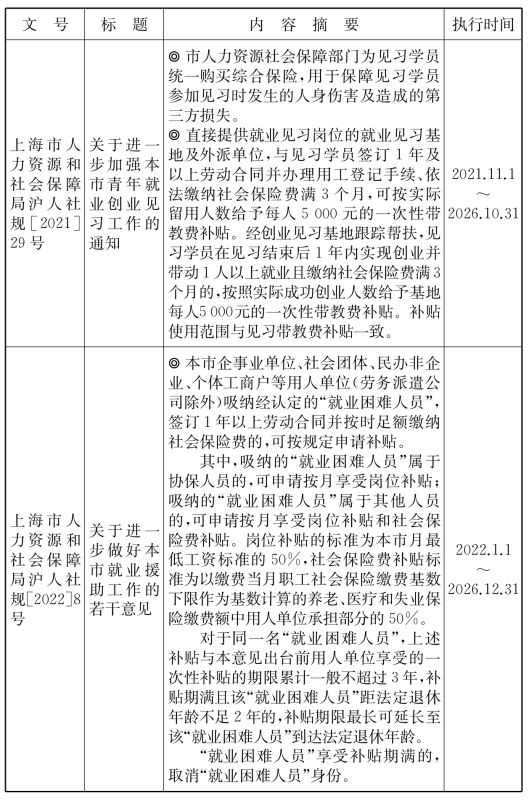 文 号
标 题
内 容 摘 要
执行时间
上海市人
力资源和
社会保障
局沪人社
规[2021]
29 号
关于进一
步加强本
市青年就
业创业见
习工作的
通知
◎ 市人力资源社会保障部门为见习学员
统一购买综合保险，用于保障见习学员
参加见习时发生的人身伤害及造成的第
三方损失。
◎ 直接提供就业见习岗位的就业见习基
地及外派单位，与见习学员签订 1 年及
以上劳动合同并办理用工登记手续、依
法缴纳社会保险费满 3 个月，可按实际
留用人数给予每人 5 000 元的一次性带
教费补贴。经创业见习基地跟踪帮扶，见
习学员在见习结束后 1 年内实现创业并
带动 1 人以上就业且缴纳社会保险费满 3
个月的，按照实际成功创业人数给予基地
每人5 000元的一次性带教费补贴。补贴
使用范围与见习带教费补贴一致。
2021.11.1
～
2026.10.31
上海市人
力资源和
社会保障
局沪人社
规[2022]8
号
关于进一
步做好本
市就业援
助工作的
若干意见
◎ 本市企事业单位、社会团体、民办非企
业、个体工商户等用人单位(劳务派遣公
司除外)吸纳经认定的“就业困难人员”，
签订 1 年以上劳动合同并按时足额缴纳
社会保险费的，可按规定申请补贴。
其中，吸纳的“就业困难人员”属于
协保人员的，可申请按月享受岗位补贴；
吸纳的“就业困难人员”属于其他人员
的，可申请按月享受岗位补贴和社会保
险费补贴。岗位补贴的标准为本市月最
低工资标准的 50%，社会保险费补贴标
准为以缴费当月职工社会保险缴费基数
下限作为基数计算的养老、医疗和失业保
险缴费额中用人单位承担部分的 50%。
对于同一名“就业困难人员”，上述
补贴与本意见出台前用人单位享受的一
次性补贴的期限累计一般不超过 3 年，补
贴期满且该“就业困难人员”距法定退休
年龄不足 2 年的，补贴期限最长可延长至
该“就业困难人员”到达法定退休年龄。
“就业困难人员”享受补贴期满的，
取消“就业困难人员”身份。
2022.1.1
～
2026.12.31